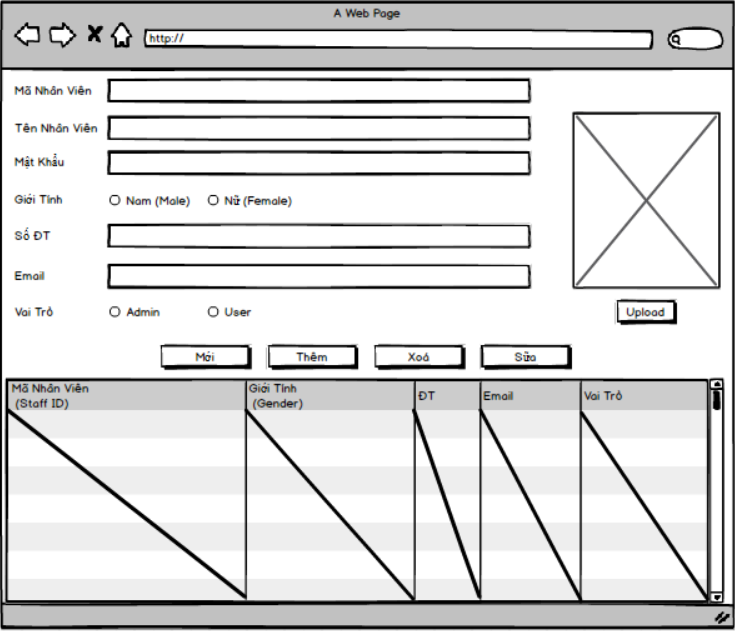 A Web Page
http://
Mã Nhân Viên
Tên Nhân Viên
Mật Khẩu
Giới Tính
Nam (Male)
Nữ (Female)
Số ĐT
Email
Vai Trò
Admin
User
Upload
Mới
Thêm
Xoá
Sữa
Mã Nhân Viên
(Staff ID)
Giới Tính
(Gender)
ĐT
Email
Vai Trò